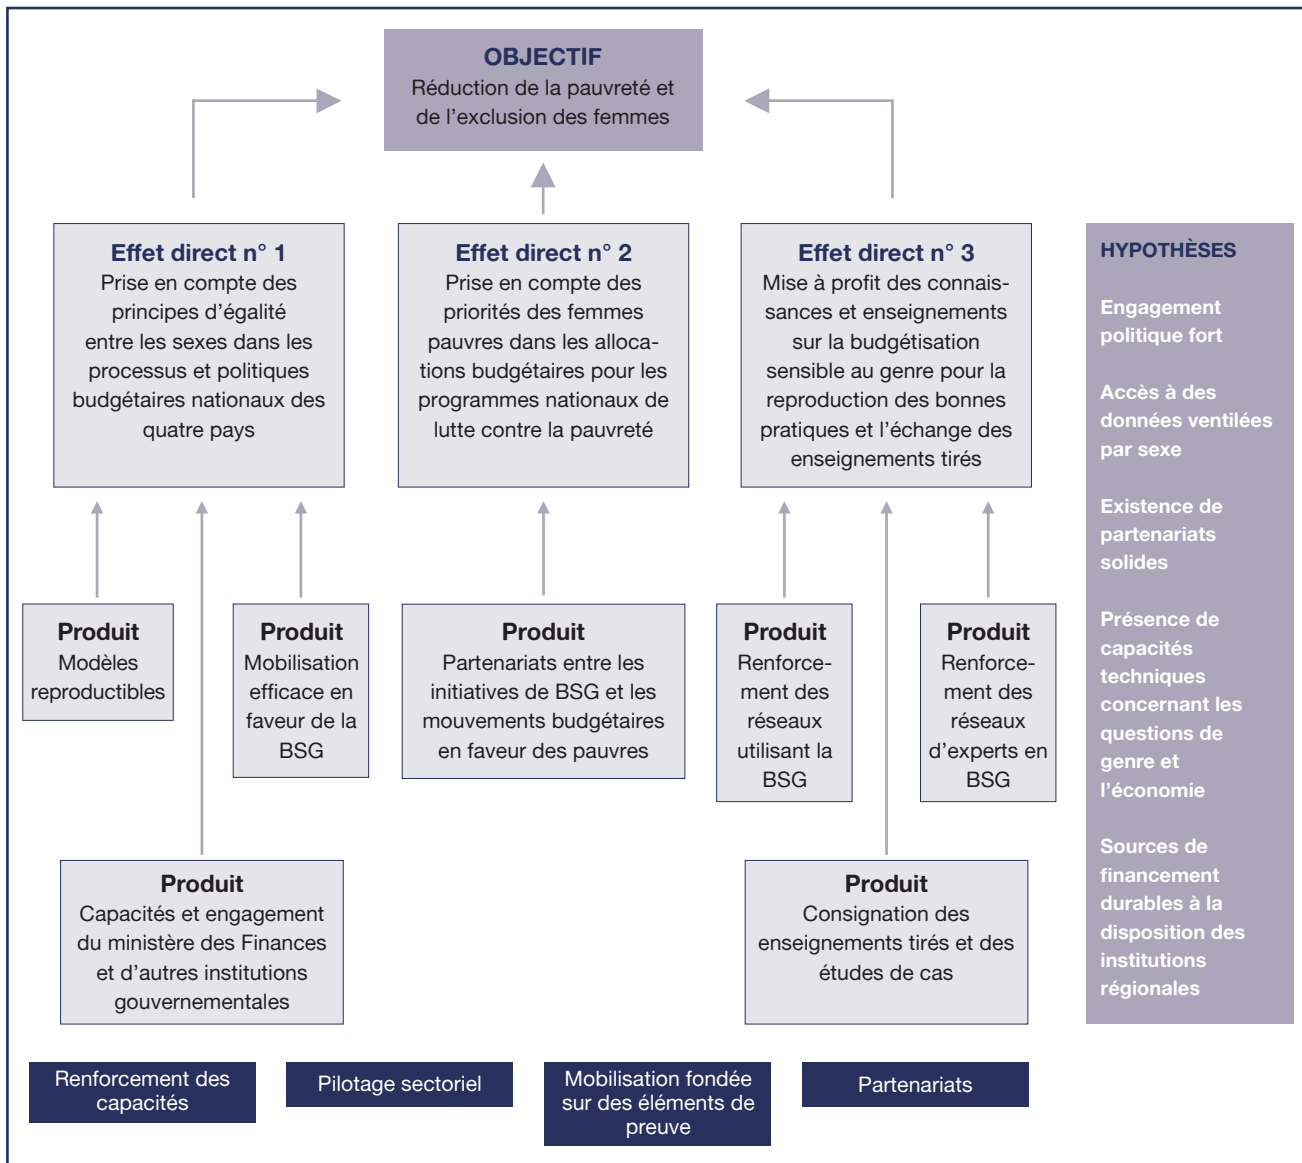 OBJECTIF
Réduction de la pauvreté et
de l’exclusion des femmes
Effet direct n° 1
Prise en compte des
principes d’égalité
entre les sexes dans les
processus et politiques
budgétaires nationaux des
quatre pays
Effet direct n° 2
Prise en compte des
priorités des femmes
pauvres dans les alloca-
tions budgétaires pour les
programmes nationaux de
lutte contre la pauvreté
Effet direct n° 3
Mise à profit des connais-
sances et enseignements
sur la budgétisation
sensible au genre pour la
reproduction des bonnes
pratiques et l’échange des
enseignements tirés
Produit
Modèles
reproductibles
Produit
Mobilisation
efficace en
faveur de la
BSG
Produit
Partenariats entre les
initiatives de BSG et les
mouvements budgétaires
en faveur des pauvres
Produit
Renforce-
ment des
réseaux
utilisant la
BSG
Produit
Renforce-
ment des
réseaux
d’experts en
BSG
Produit
Capacités et engagement
du ministère des Finances
et d’autres institutions
gouvernementales
Produit
Consignation des
enseignements tirés et des
études de cas
HYPOTHÈSES
Engagement
politique fort
Accès à des
données ventilées
par sexe
Existence de
partenariats
solides
Présence de
capacités
techniques
concernant les
questions de
genre et
l’économie
Sources de
financement
durables à la
disposition des
institutions
régionales
Renforcement des
capacités
Pilotage sectoriel
Mobilisation fondée
sur des éléments de
preuve
Partenariats